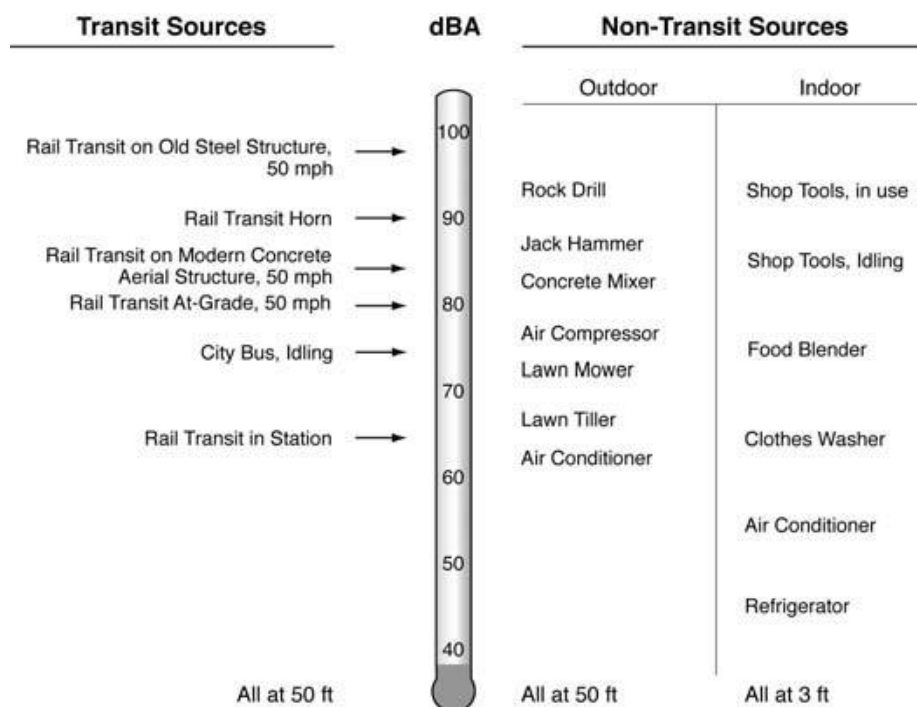 Transit Sources
dBA
Non-Transit Sources
Outdoor
Indoor
Rail Transit on Old Steel Structure,
50 mph
Rail Transit Horn
Rail Transit on Modern Concrete
Aerial Structure, 50 mph
Rail Transit At-Grade, 50 mph
City Bus, Idling
Rail Transit in Station
All at 50 ft
100
90
80
70
60
50
40
Rock Drill
Jack Hammer
Concrete Mixer
Air Compressor
Lawn Mower
Lawn Tiller
Air Conditioner
All at 50 ft
Shop Tools, in use
Shop Tools, Idling
Food Blender
Clothes Washer
Air Conditioner
Refrigerator
All at 3 ft